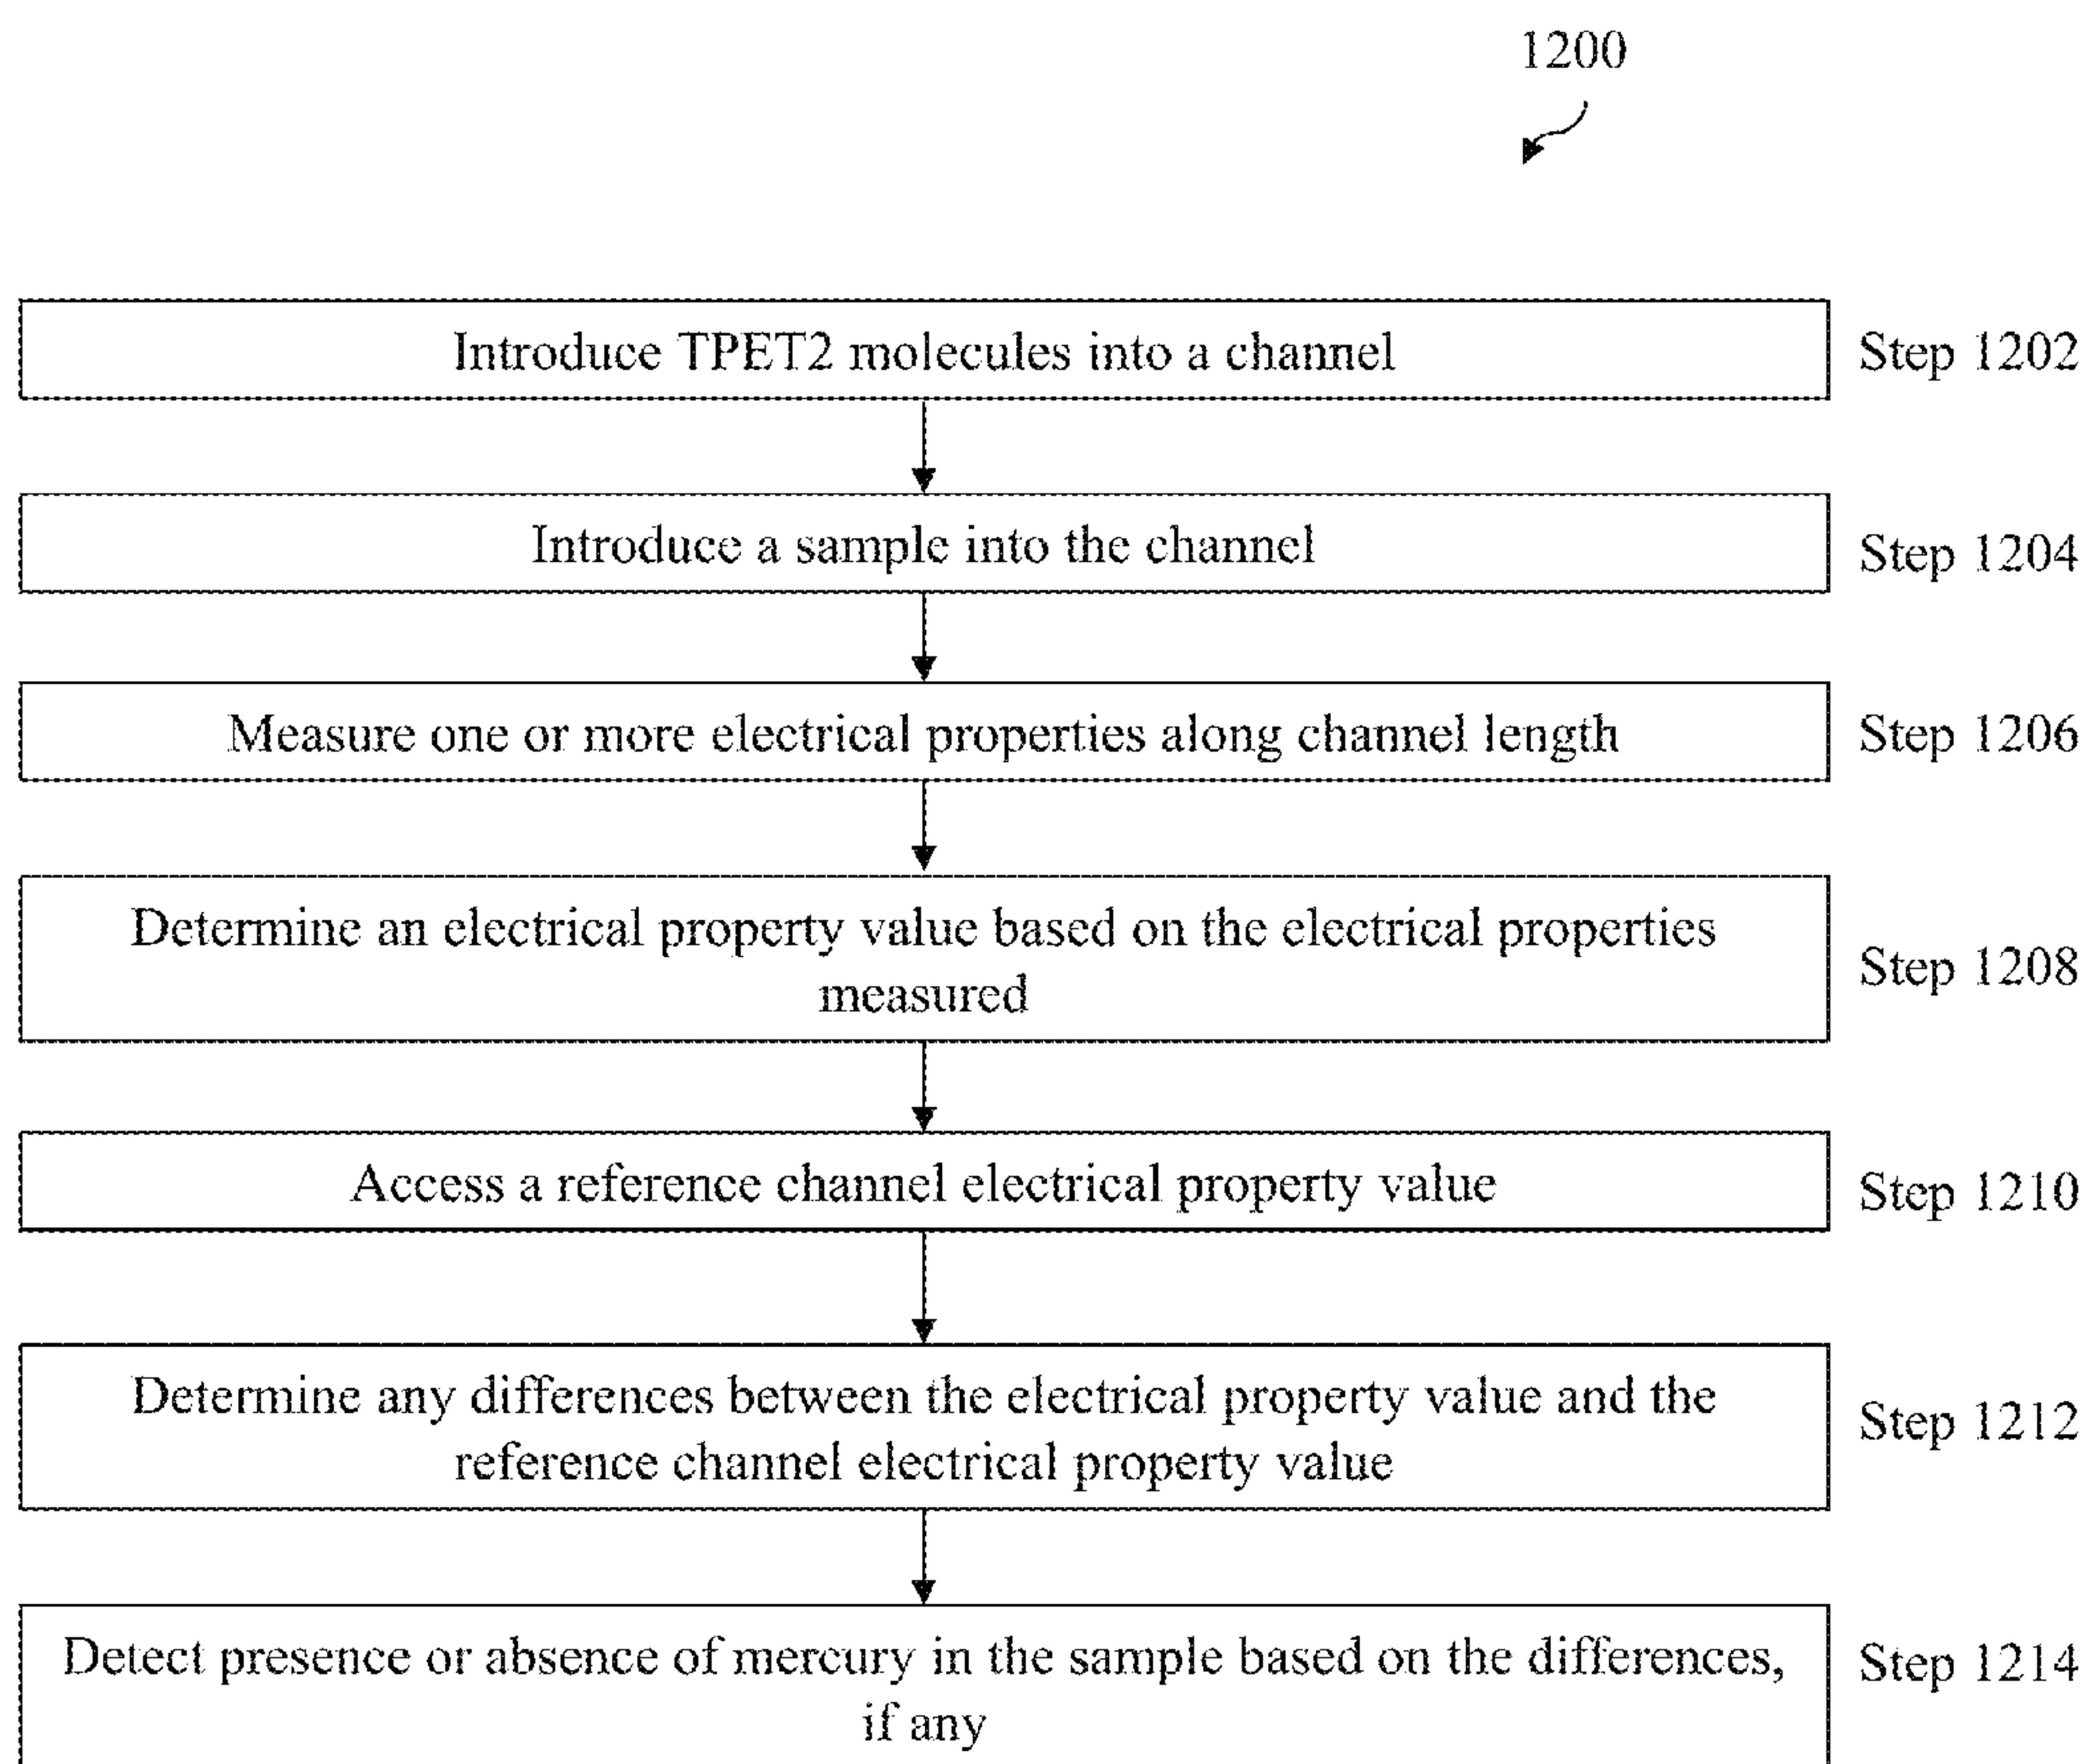 1200
Introduce TPET2 molecules into a channel
Step 1202
Introduce a sample into the channel
Step 1204
Measure one or more electrical properties along channel length
Step 1206
Determine an electrical property value based on the electrical properties
measured
Step 1208
Access a reference channel electrical property value
Step 1210
Determine any differences between the electrical property value and the
reference channel electrical property value
Step 1212
Detect presence or absence of mercury in the sample based on the differences,
if any
Step 1214